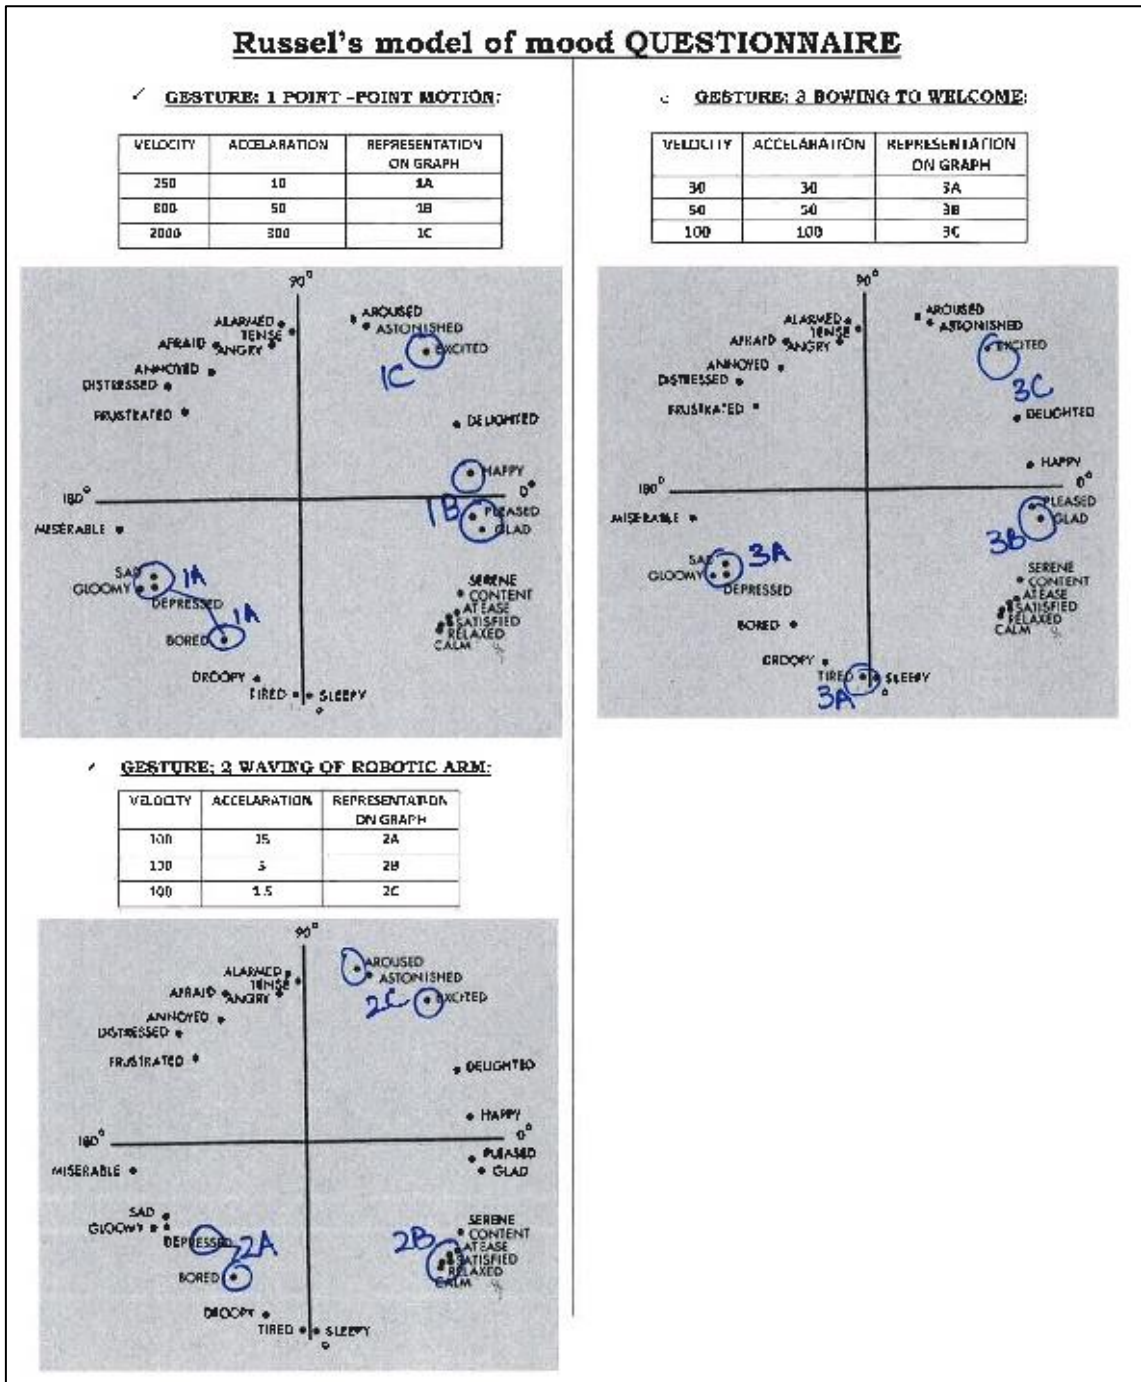 Russel's model of mood QUESTIONNAIRE
✓ GESTURE: 1 POINT -POINT MOTION:
VELOCITY ACCELARATION REPRESENTATION ON GRAPH
250 10 1A
800 50 1B
2000 300 1C
90°
ALARMED
TENSE
AFRAID
ANGRY
ANNOYED
DISTRESSED
FRUSTRATED
AROUSED
ASTONISHED
EXCITED
1C
DELIGHTED
HAPPY
180°
0°
1B
PLEASED
GLAD
MISERABLE
SAD
1A
GLOOMY
DEPRESSED
1A
BORED
SERENE
CONTENT
AT EASE
SATISFIED
RELAXED
CALM
DROOPY
TIRED
SLEEPY
GESTURE: 2 WAVING OF ROBOTIC ARM:
VELOCITY ACCELARATION REPRESENTATION ON GRAPH
100 2A
100 2B
100 1.5 2C
90°
ALARMED
TENSE
AFRAID
ANGRY
ANNOYED
DISTRESSED
FRUSTRATED
AROUSED
ASTONISHED
2C
EXCITED
DELIGHTED
HAPPY
180°
0°
PLEASED
GLAD
MISERABLE
SAD
GLOOMY
DEPRESSED
2A
BORED
2B
SERENE
CONTENT
AT EASE
SATISFIED
RELAXED
CALM
DROOPY
TIRED
SLEEPY
GESTURE: 3 BOWING TO WELCOME:
VELOCITY ACCELARATION REPRESENTATION ON GRAPH
30 30 3A
50 50 3B
100 100 3C
90°
ALARMED
TENSE
AFRAID
ANGRY
ANNOYED
DISTRESSED
FRUSTRATED
AROUSED
ASTONISHED
EXCITED
3C
DELIGHTED
HAPPY
180°
0°
PLEASED
GLAD
3B
MISERABLE
SAD
3A
GLOOMY
DEPRESSED
BORED
SERENE
CONTENT
AT EASE
SATISFIED
RELAXED
CALM
DROOPY
TIRED
SLEEPY
3A